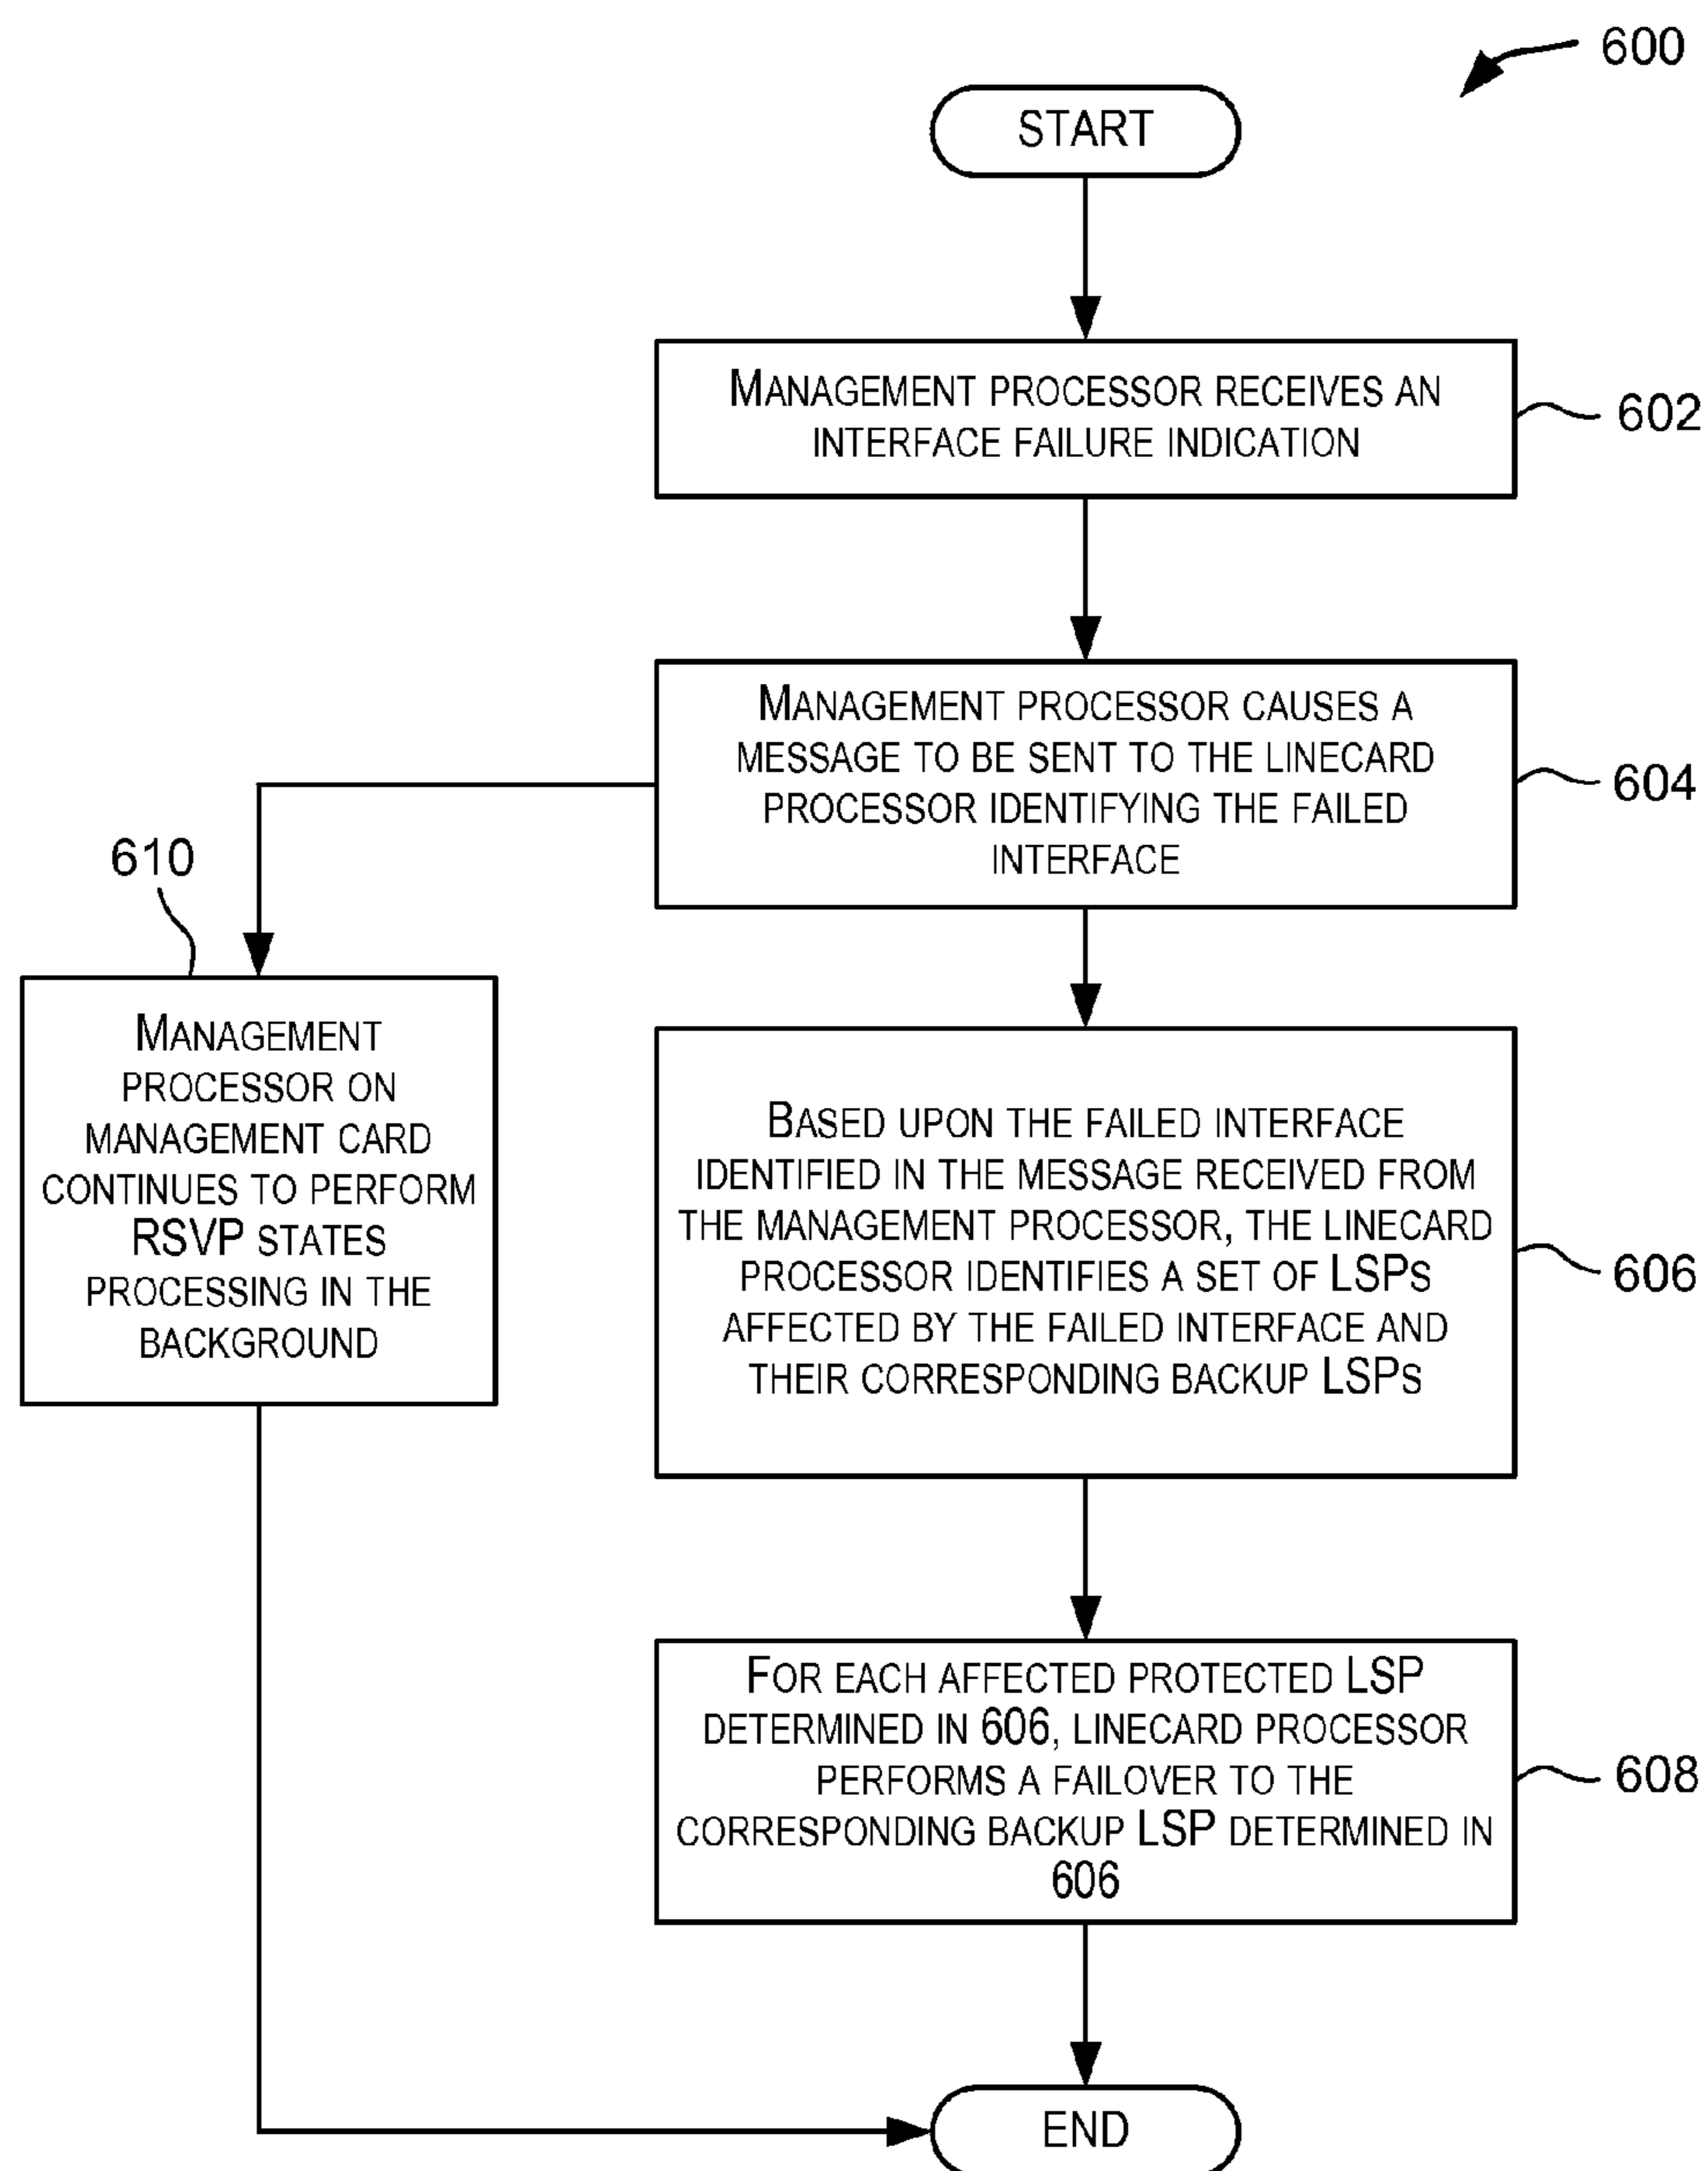 600
START
MANAGEMENT PROCESSOR RECEIVES AN
INTERFACE FAILURE INDICATION
602
MANAGEMENT PROCESSOR CAUSES A
MESSAGE TO BE SENT TO THE LINECARD
PROCESSOR IDENTIFYING THE FAILED
INTERFACE
604
610
MANAGEMENT
PROCESSOR ON
MANAGEMENT CARD
CONTINUES TO PERFORM
RSVP STATES
PROCESSING IN THE
BACKGROUND
BASED UPON THE FAILED INTERFACE
IDENTIFIED IN THE MESSAGE RECEIVED FROM
THE MANAGEMENT PROCESSOR, THE LINECARD
PROCESSOR IDENTIFIES A SET OF LSPS
AFFECTED BY THE FAILED INTERFACE AND
THEIR CORRESPONDING BACKUP LSPS
606
FOR EACH AFFECTED PROTECTED LSP
DETERMINED IN 606, LINECARD PROCESSOR
PERFORMS A FAILOVER TO THE
CORRESPONDING BACKUP LSP DETERMINED IN
606
608
END